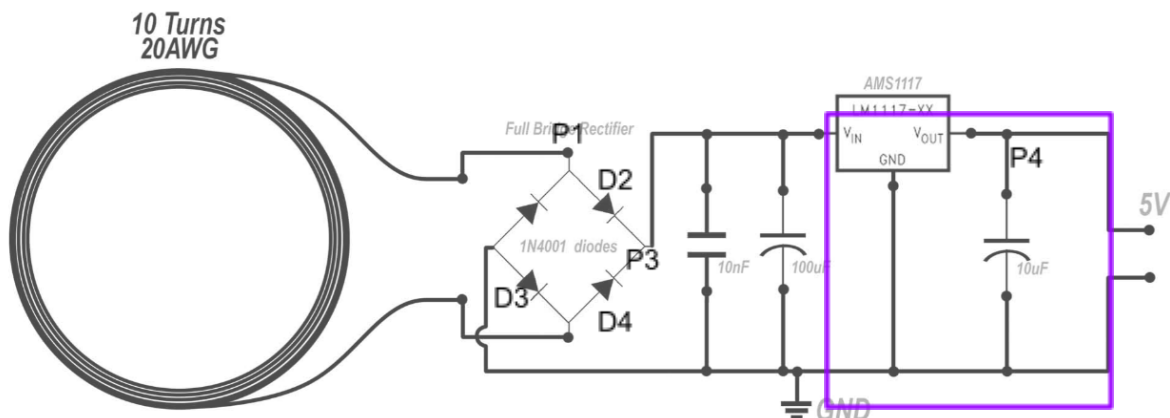 10 Turns
20AWG
AMS1117
LM1117-XX
Full Bridge Rectifier
P1
VIN
VOUT
GND
P4
D2
5V
1N4001 diodes
P3
10nF
100uF
10uF
D3
D4
GND